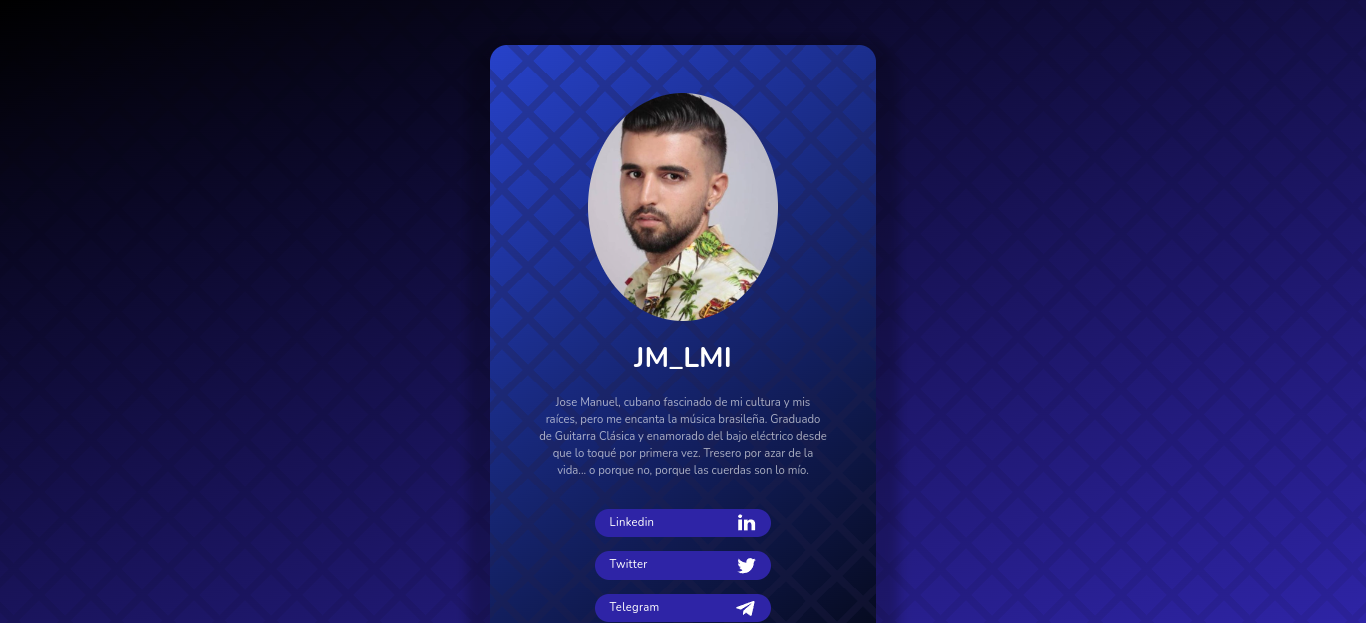 JM_LMI
Jose Manuel, cubano fascinado de mi cultura y mis
raíces, pero me encanta la música brasileña. Graduado
de Guitarra Clásica y enamorado del bajo eléctrico desde
que lo toqué por primera vez. Tresero por azar de la
vida... o porque no, porque las cuerdas son lo mío.
Linkedin
Twitter
Telegram